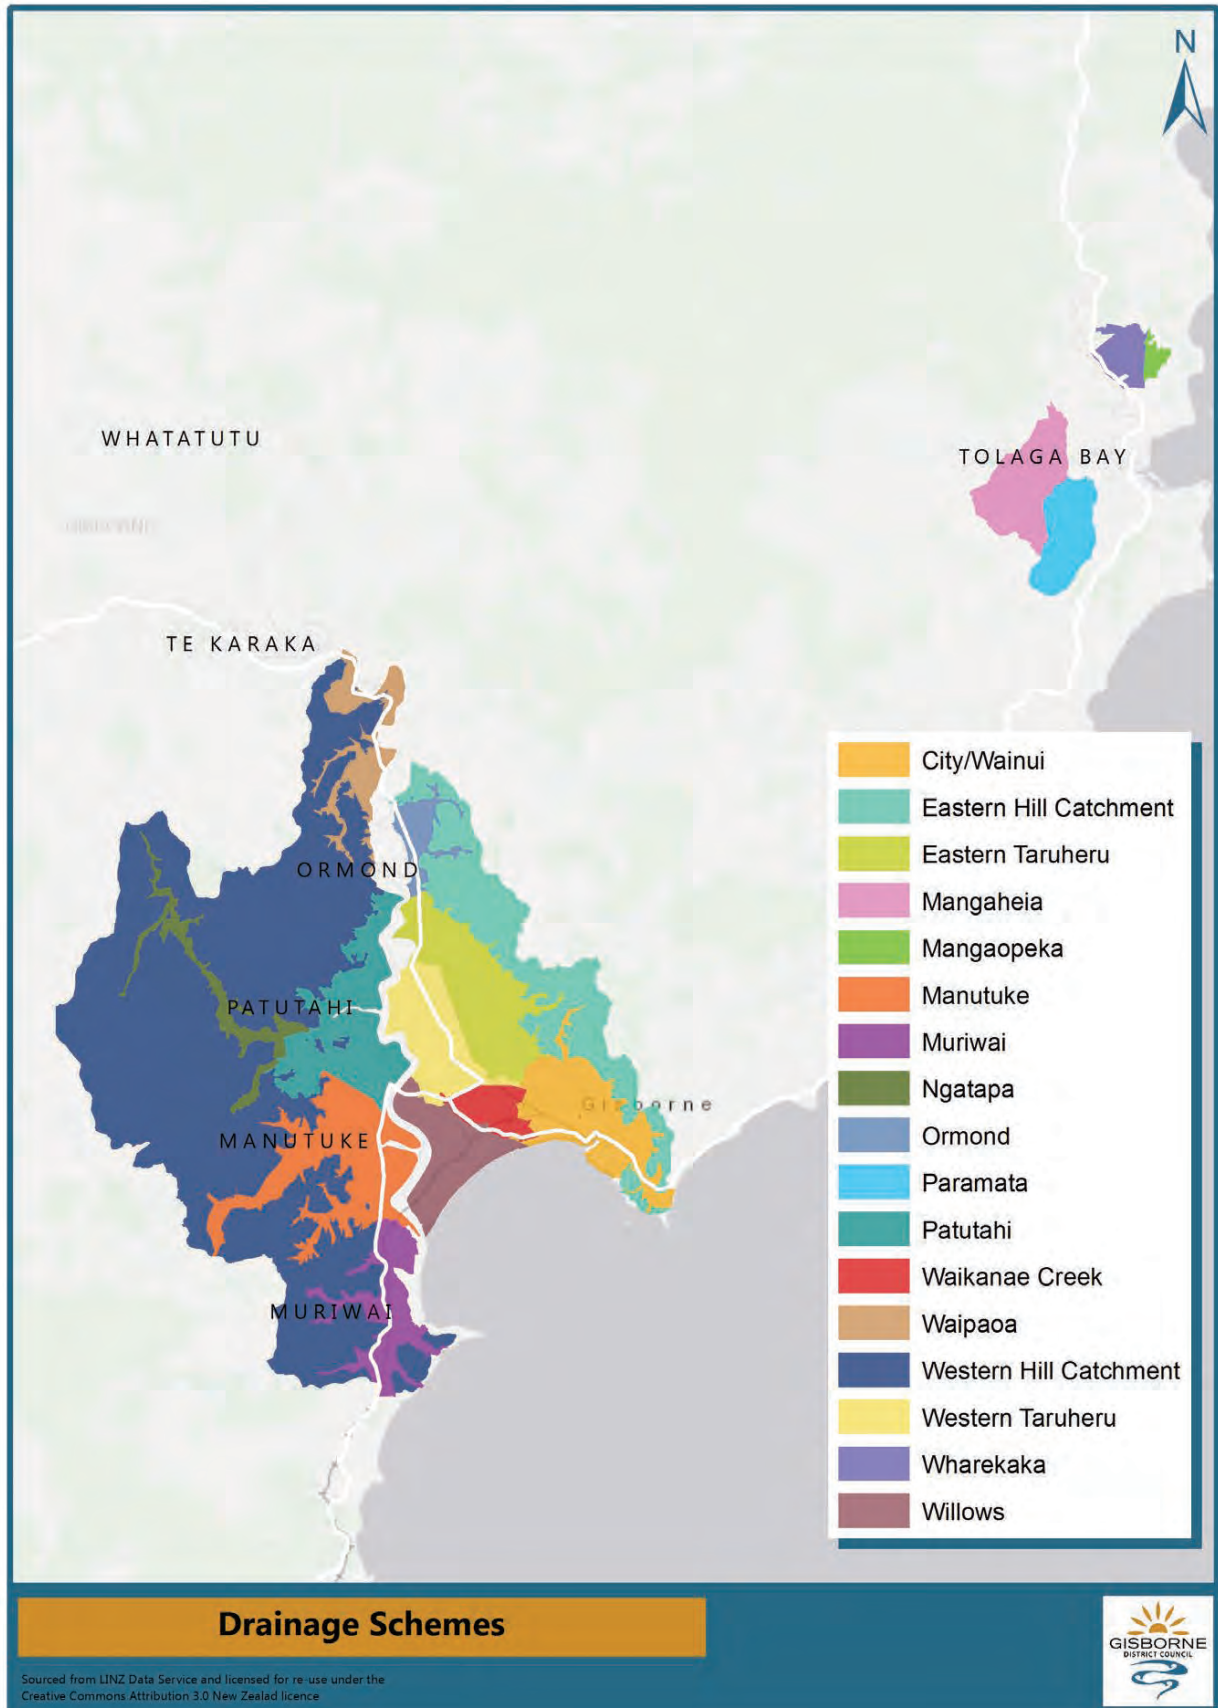 N
WHATATUTU
TOLAGA BAY
TE KARAKA
ORMOND
PATUTAHI
Gisborne
MANUTUKE
MURIWAI
City/Wainui
Eastern Hill Catchment
Eastern Taruheru
Mangaheia
Mangaopeka
Manutuke
Muriwai
Ngatapa
Ormond
Paramata
Patutahi
Waikanae Creek
Waipaoa
Western Hill Catchment
Western Taruheru
Wharekaka
Willows
Drainage Schemes
Sourced from LINZ Data Service and licensed for re-use under the
Creative Commons Attribution 3.0 New Zealad licence
GISBORNE
DISTRICT COUNCIL